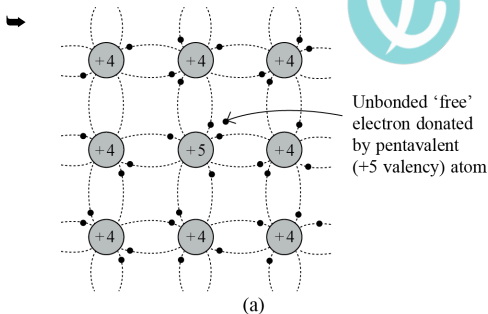 +4 +4 +4
Unbonded ‘free’
electron donated
by pentavalent
(+5 valency) atom
+4 +5 +4
+4 +4 +4
(a)